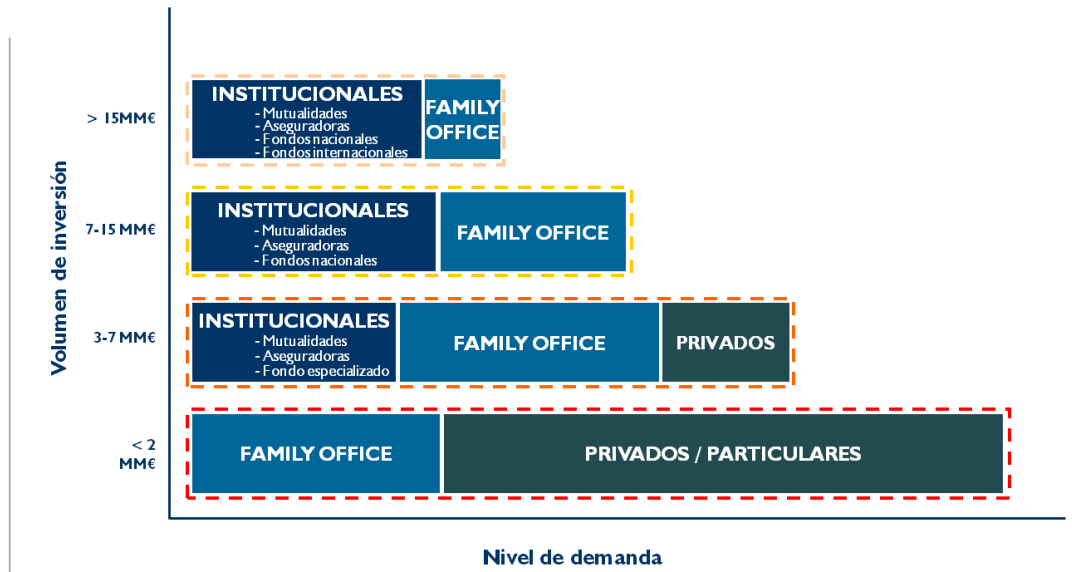 Volumen de inversión
> 15MM€
INSTITUCIONALES
- Mutualidades
- Aseguradoras
- Fondos nacionales
- Fondos internacionales
FAMILY
OFFICE
7-15 MM€
INSTITUCIONALES
- Mutualidades
- Aseguradoras
- Fondos nacionales
FAMILY OFFICE
3-7 MM€
INSTITUCIONALES
- Mutualidades
- Aseguradoras
- Fondo especializado
FAMILY OFFICE
PRIVADOS
< 2
MM€
FAMILY OFFICE
PRIVADOS / PARTICULARES
Nivel de demanda